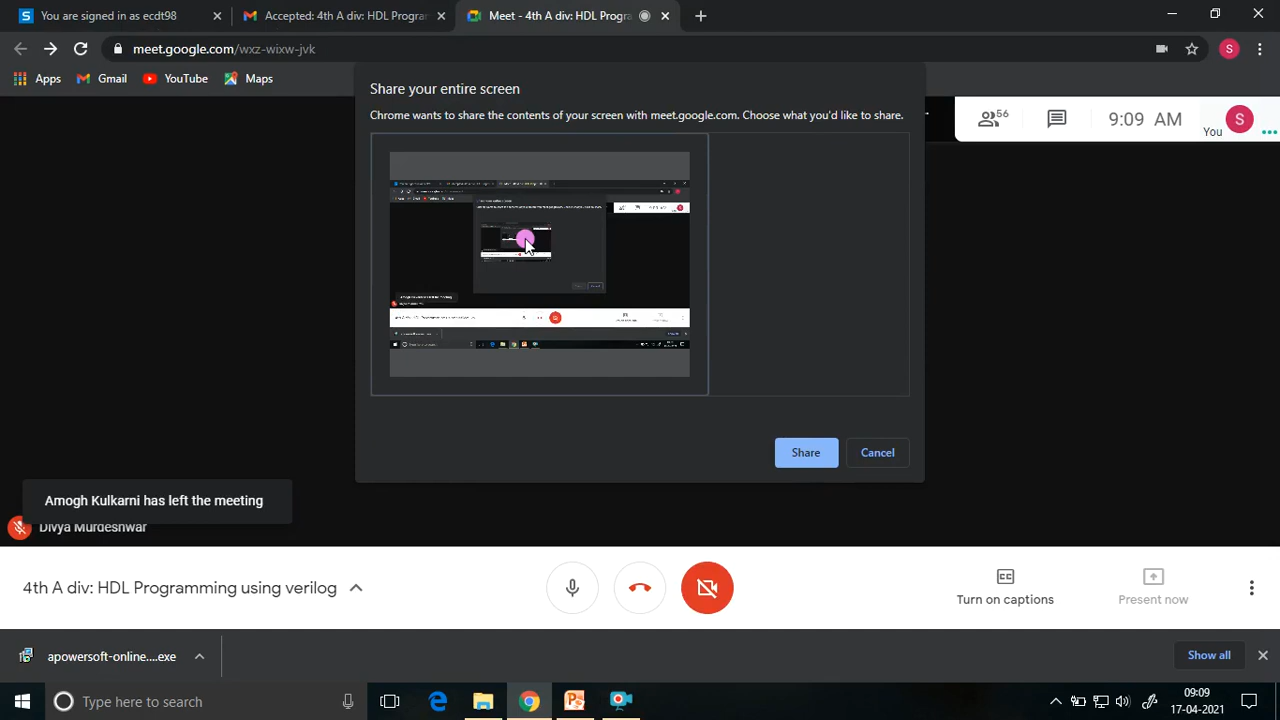 You are signed as ecdt98
Accepted: 4th A div: HDL Progran
Meet - 4th A div: HDL Progra
meet.google.com/wxz-wixw-jvk
S
Apps
Gmail
YouTube
Maps
Share your entire screen
Chrome wants to share the contents of your screen with meet.google.com. Choose what you'd like to share.
56
9:09 AM
You
S
Share
Cancel
Amogh Kulkarni has left the meeting
Divya Murdeshwar
4th A div: HDL Programming using verilog
CC
Turn on captions
Present now
apowersoft-online....exe
Show all
Type here to search
09:09
17-04-2021